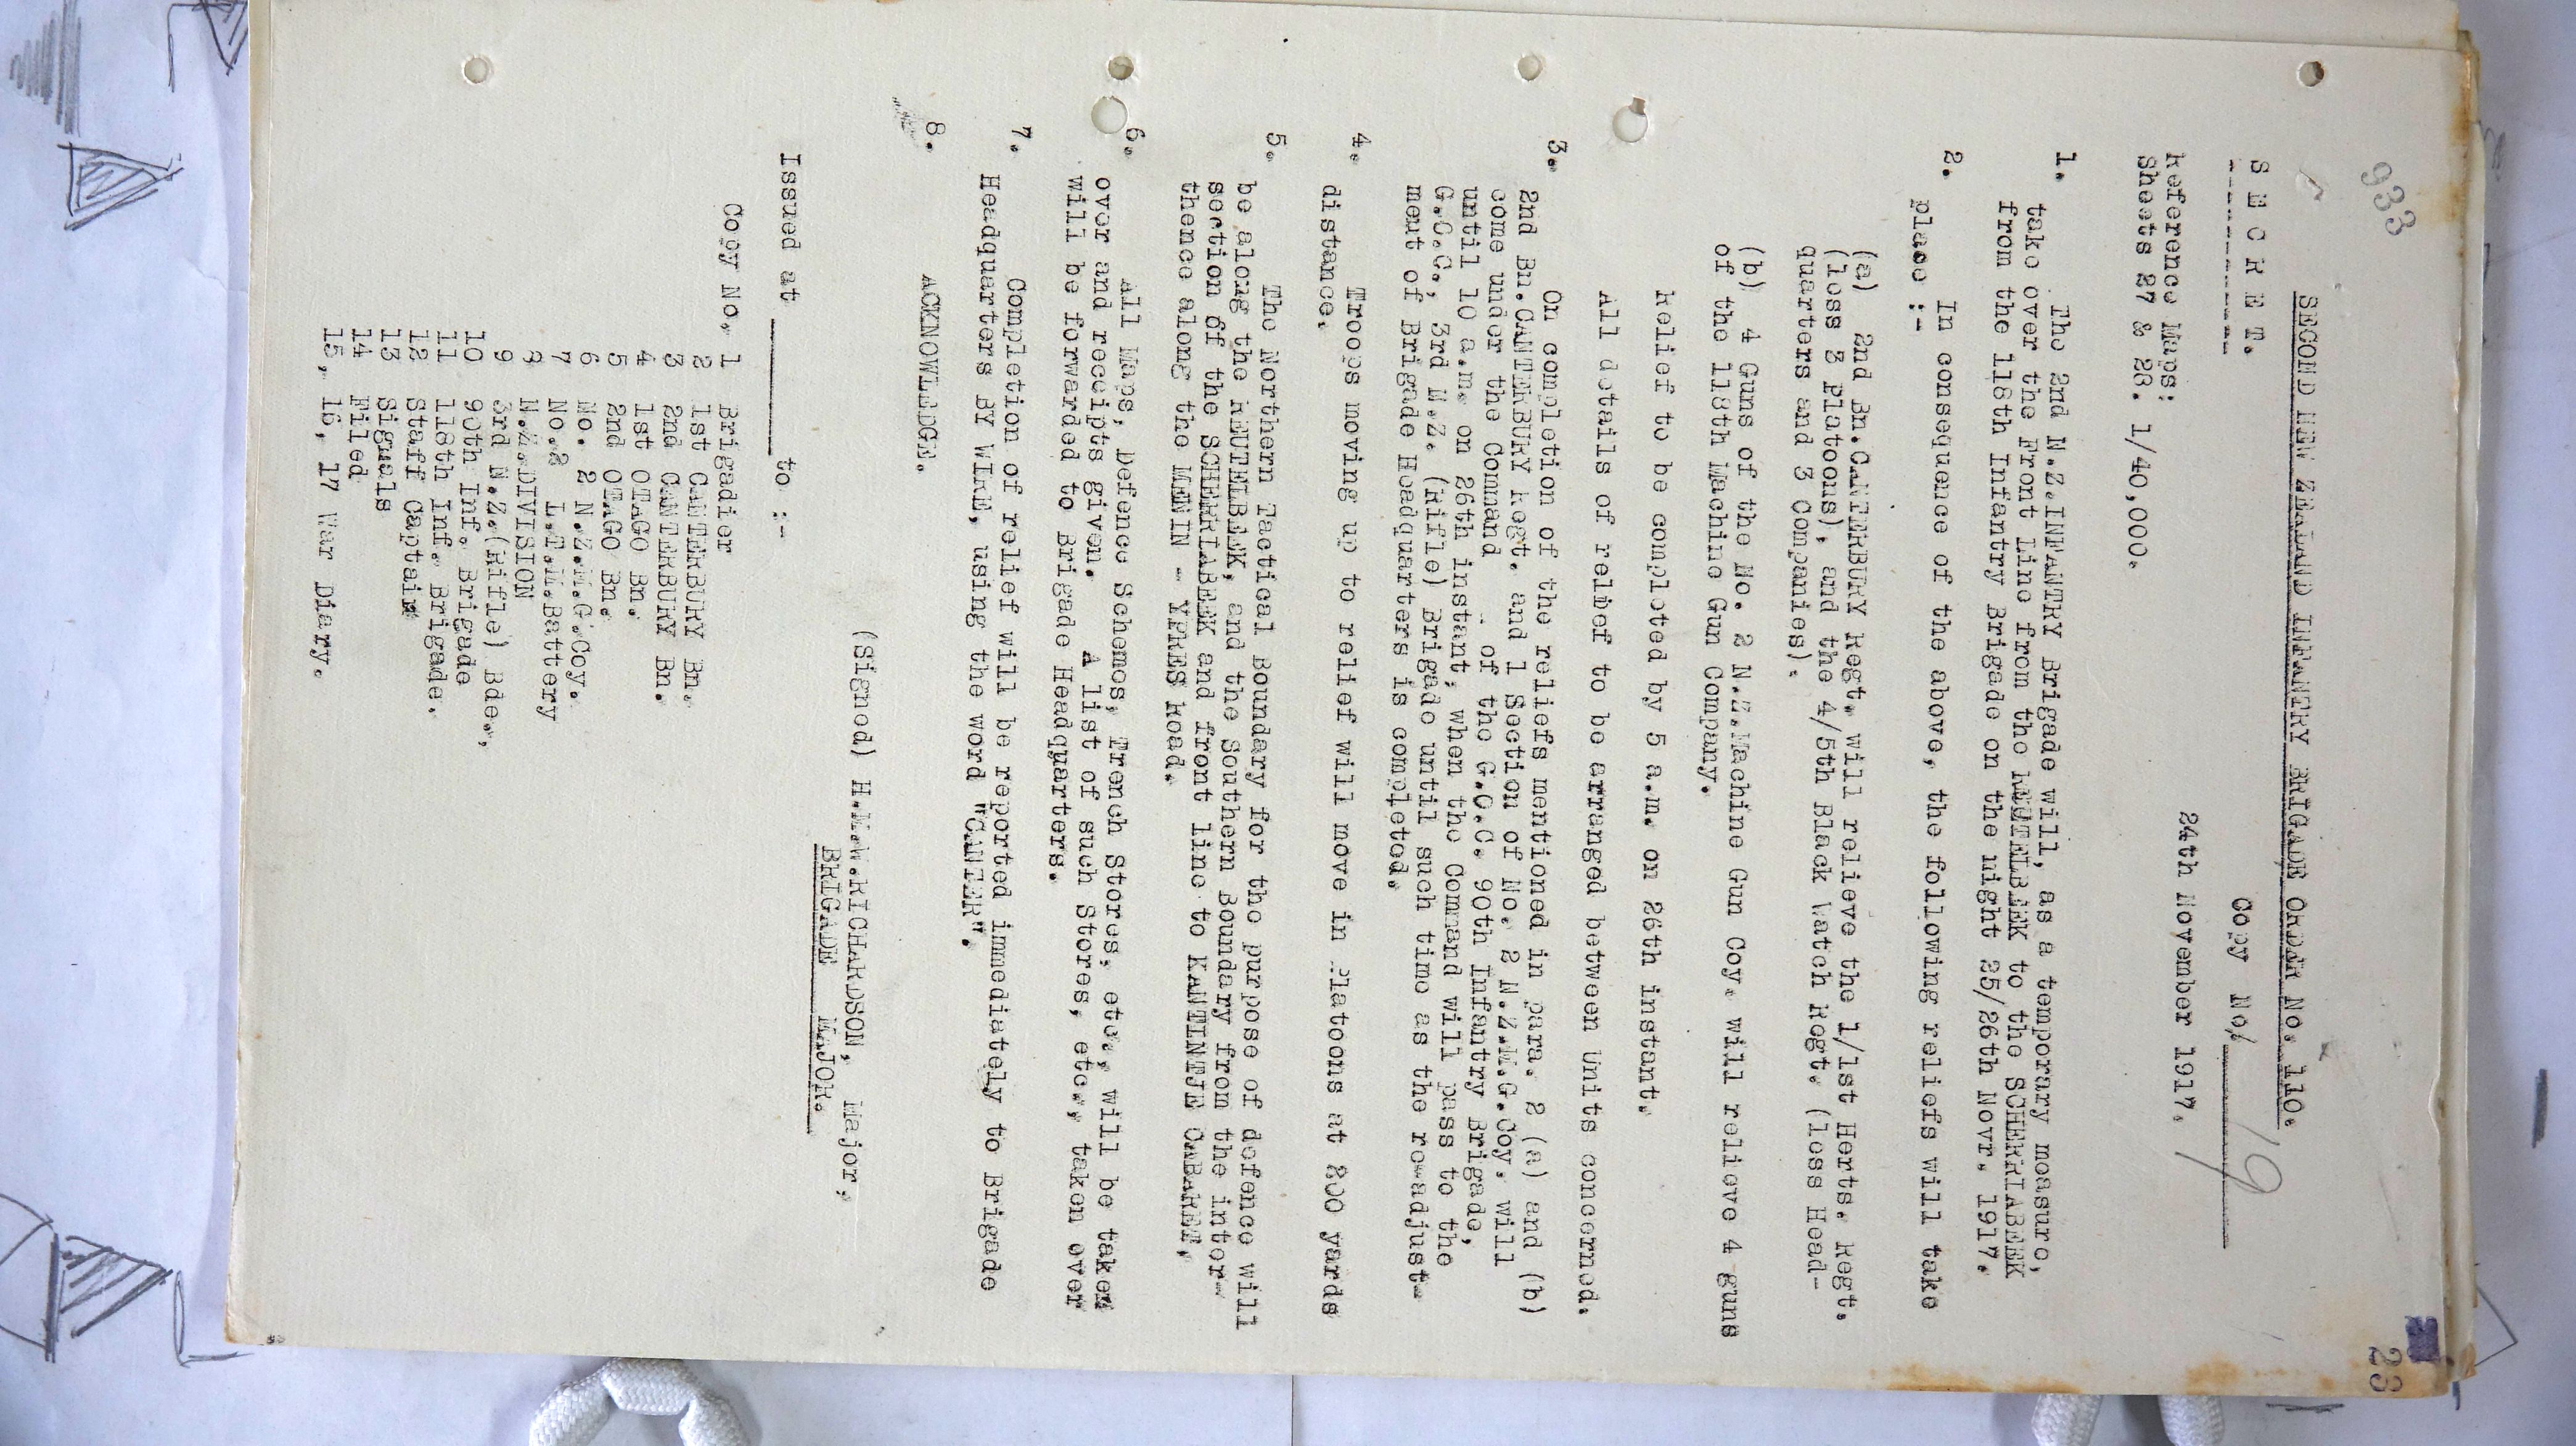 933
23
SECOND NEW ZEALAND INFANTRY BRIGADE ORDER No. 110.
S E C R E T.
Copy No. 19
Reference Maps:
Sheets 27 & 28. 1/40,000.
24th November 1917.
1. The 2nd N.Z.INFANTRY Brigade will, as a temporary measure,
take over the Front Line from the REUTELBEEK to the SCHERRIABEEK
from the 118th Infantry Brigade on the night 25/26th Novr. 1917.
2. In consequence of the above, the following reliefs will take
place :-
(a) 2nd Bn.CANTERBURY Regt. will relieve the 1/1st Herts. Regt.
(less 2 Platoons), and the 4/5th Black Watch Regt. (less Head-
quarters and 3 Companies).
(b) 4 Guns of the No. 2 N.Z.Machine Gun Coy. will relieve 4 guns
of the 118th Machine Gun Company.
Relief to be completed by 5 a.m. on 26th instant.
All details of relief to be arranged between Units concerned.
3. On completion of the reliefs mentioned in para. 2 (a) and (b)
2nd Bn.CANTERBURY Regt. and 1 Section of No. 2 N.Z.M.G.Coy. will
come under the Command of the G.O.C. 90th Infantry Brigade,
until 10 a.m. on 26th instant, when the Command will pass to the
G.O.C., 3rd N.Z. (Rifle) Brigade until such time as the re-adjust-
ment of Brigade Headquarters is completed.
4. Troops moving up to relief will move in Platoons at 200 yards
distance.
5. The Northern Tactical Boundary for the purpose of defence will
be along the REUTELBEEK, and the Southern Boundary from the inter-
section of the SCHERRIABEEK and front line to KANTINTJE CABARET,
thence along the MENIN - YPRES Road.
6. All Maps, Defence Schemes, Trench Stores, etc., will be taken
over and receipts given. A list of such Stores, etc., taken over
will be forwarded to Brigade Headquarters.
7. Completion of relief will be reported immediately to Brigade
Headquarters BY WIRE, using the word "CANTER".
8. ACKNOWLEDGE.
(Signed) H.M.W.RICHARDSON, Major,
BRIGADE MAJOR.
Issued at ________ to :-
Copy No. 1 Brigadier
2 1st CANTERBURY Bn.
3 2nd CANTERBURY Bn.
4 1st OTAGO Bn.
5 2nd OTAGO Bn.
6 No. 2 N.Z.M.G.Coy.
7 No.2 L.T.M.Battery
8 N.Z.DIVISION
9 3rd N.Z.(Rifle) Bde.,
10 90th Inf. Brigade
11 118th Inf. Brigade.
12 Staff Captain
13 Signals
14 Filed
15, 16, 17 War Diary.